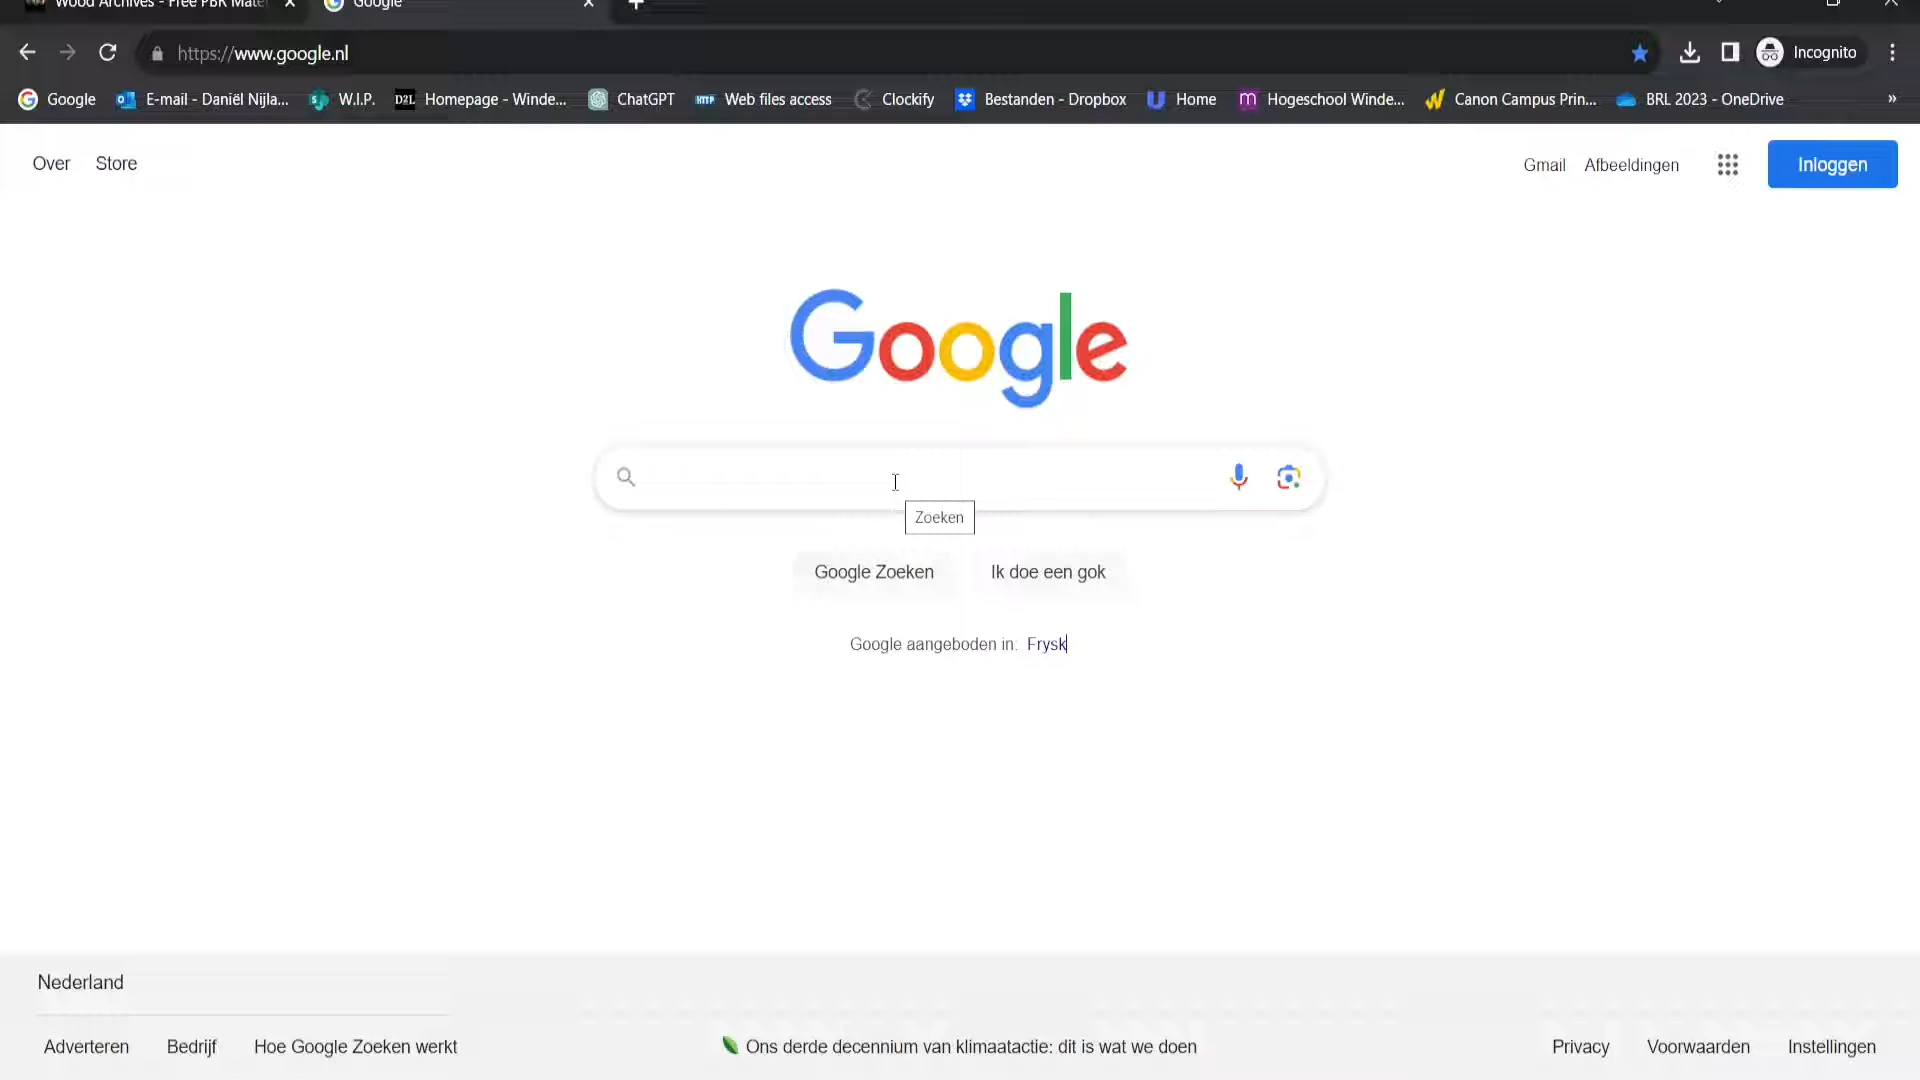 Wood Archives - Free PBR Mate
Google
https://www.google.nl
Incognito
Google
E-mail - Daniël Nijla...
W.I.P.
D2L Homepage - Winde...
ChatGPT
HTTP Web files access
Clockify
Bestanden - Dropbox
Home
Hogeschool Winde...
Canon Campus Prin...
BRL 2023 - OneDrive
»
Over Store
Gmail Afbeeldingen
Inloggen
Google
Zoeken
Google Zoeken
Ik doe een gok
Google aangeboden in: Frysk
Nederland
Adverteren Bedrijf Hoe Google Zoeken werkt
Ons derde decennium van klimaatactie: dit is wat we doen
Privacy Voorwaarden Instellingen